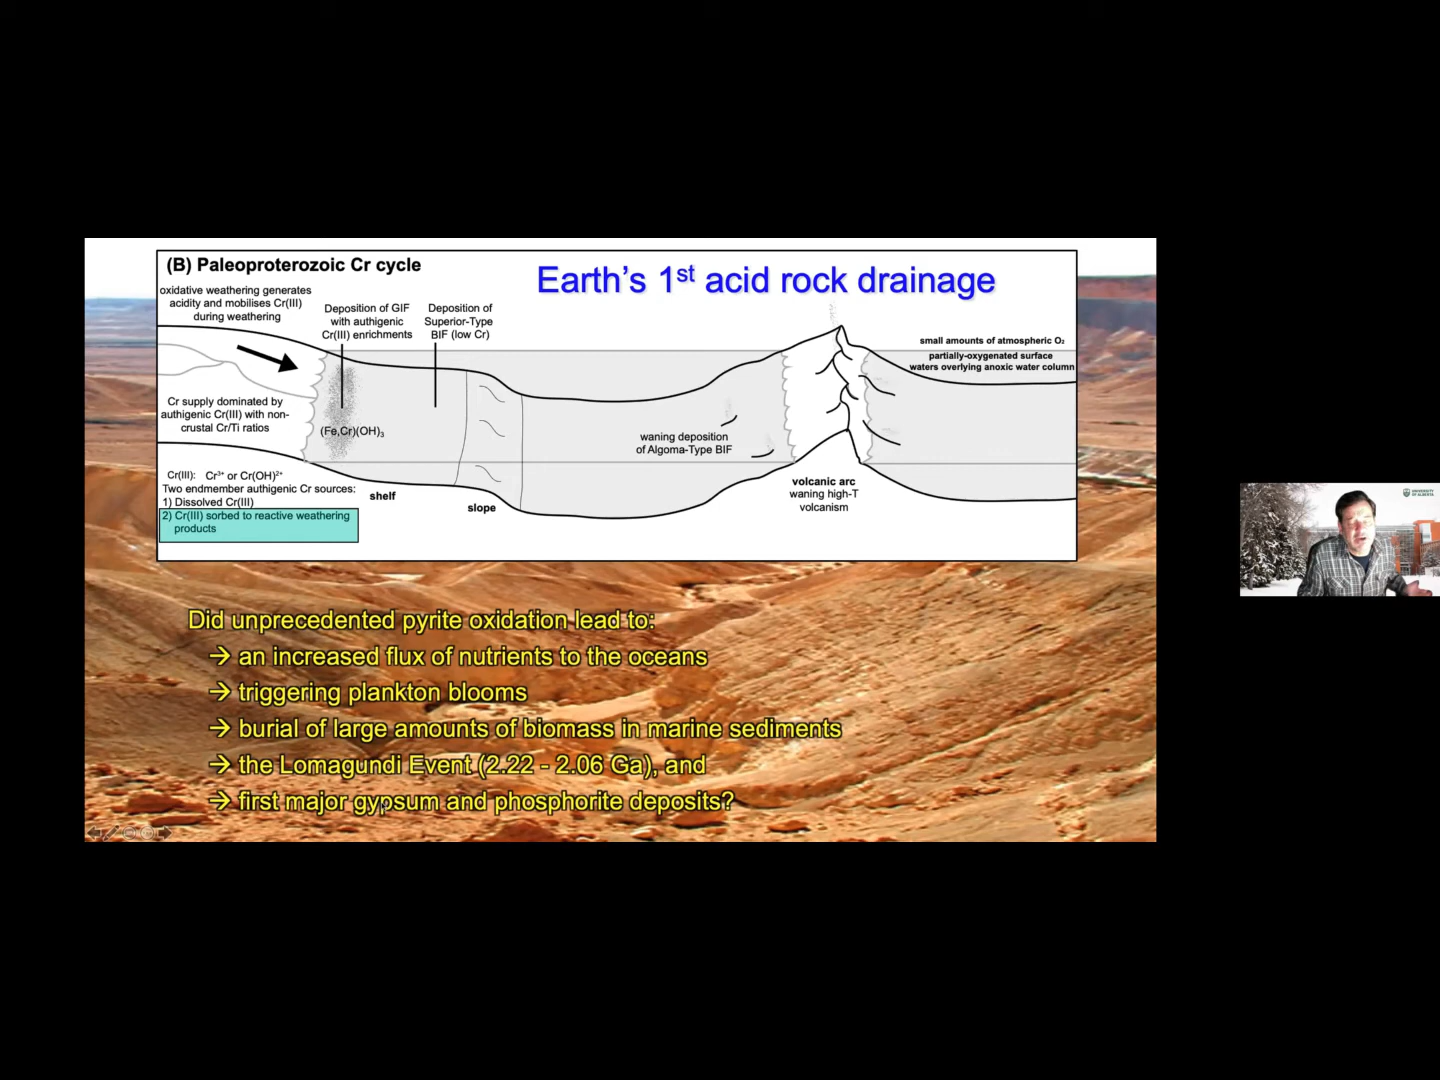 (B) Paleoproterozoic Cr cycle
Earth's 1st acid rock drainage
oxidative weathering generates
acidity and mobilises Cr(III)
during weathering
Deposition of GIF
with authigenic
Cr(III) enrichments
Deposition of
Superior-Type
BIF (low Cr)
small amounts of atmospheric O₂
partially-oxygenated surface
waters overlying anoxic water column
Cr supply dominated by
authigenic Cr(III) with non-
crustal Cr/Ti ratios
(Fe,Cr)(OH)₃
waning deposition
of Algoma-Type BIF
Cr(III): Cr³⁺ or Cr(OH)²⁺
Two endmember authigenic Cr sources:
1) Dissolved Cr(III)
2) Cr(III) sorbed to reactive weathering
products
shelf
slope
volcanic arc
waning high-T
volcanism
UNIVERSITY
OF ALBERTA
Did unprecedented pyrite oxidation lead to:
→ an increased flux of nutrients to the oceans
→ triggering plankton blooms
→ burial of large amounts of biomass in marine sediments
→ the Lomagundi Event (2.22 - 2.06 Ga), and
→ first major gypsum and phosphorite deposits?